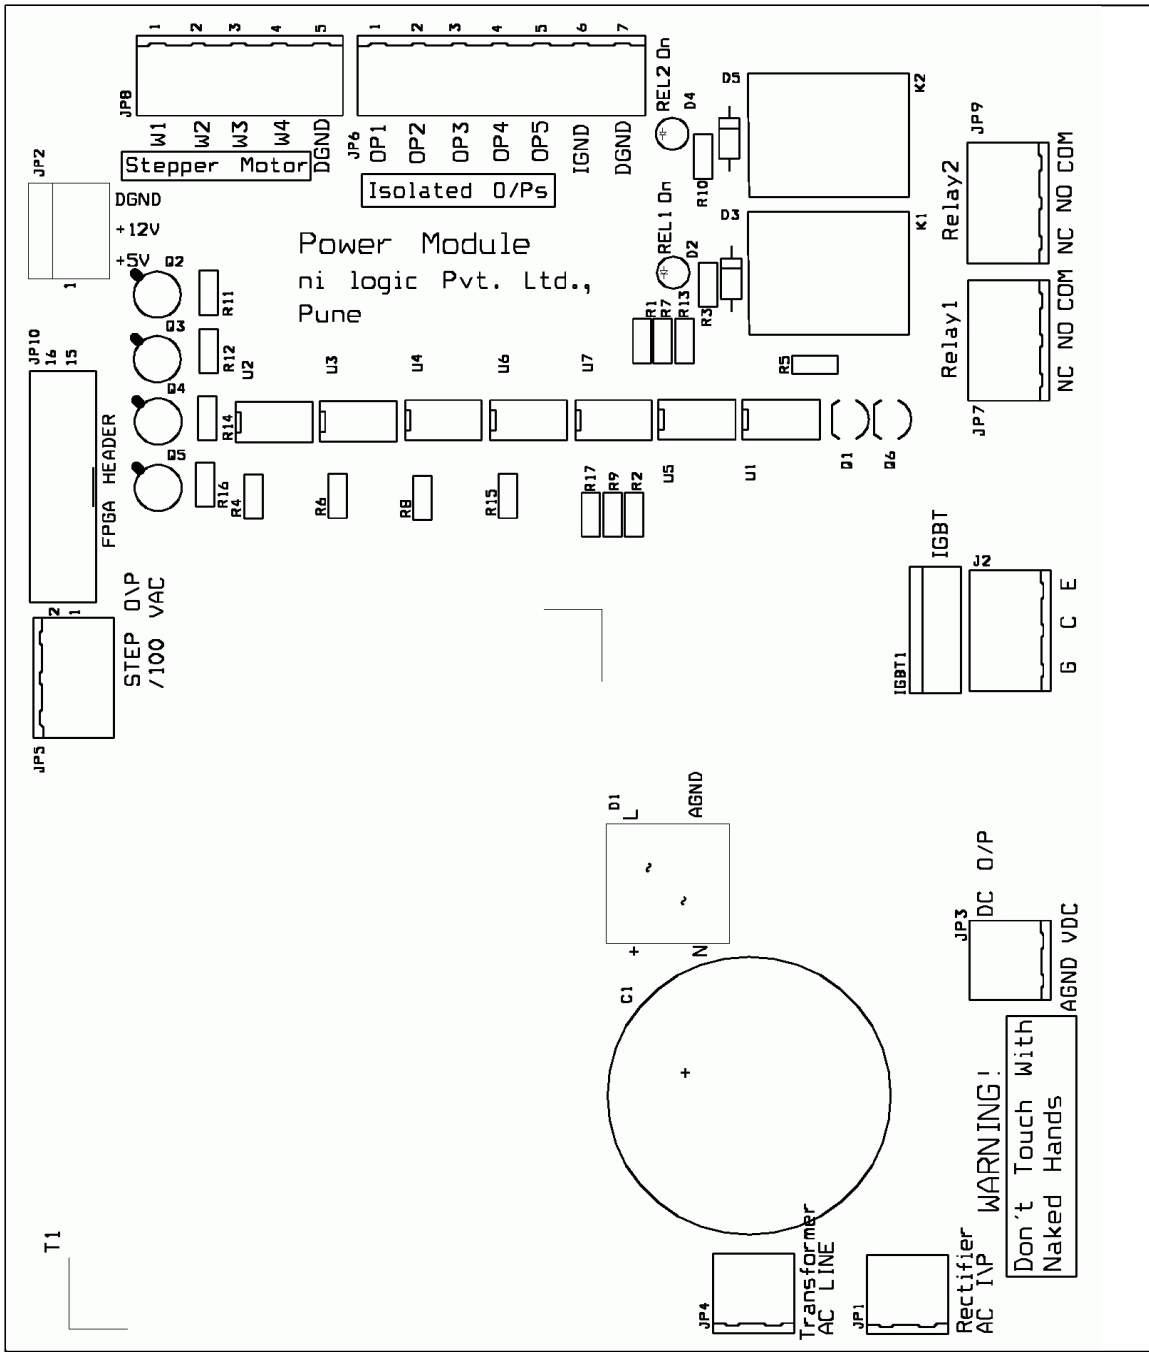 1
2
3
4
5
JP8
W1
W2
W3
W4
DGND
Stepper Motor
1
2
3
4
5
6
7
JP6
OP1
OP2
OP3
OP4
OP5
IGND
DGND
Isolated O/Ps
JP2
DGND
+12V
+5V
1
Power Module
ni logic Pvt. Ltd.,
Pune
REL2 On
D4
R10
D5
K2
REL1 On
D2
R3
D3
K1
JP9
Relay2
NC NO COM
Relay1
JP7
NC NO COM
Q2
R11
Q3
R12
Q4
R14
Q5
R16
JP10
16
15
FPGA HEADER
2
1
U2
U3
U4
U6
U7
R1
R7
R13
R5
U5
U1
Q1
Q6
R4
R6
R8
R15
R17
R9
R2
STEP O\P
/100 VAC
JP5
IGBT
IGBT1
J2
G C E
D1
L
AGND
~
~
+
N
C1
+
JP3
DC O/P
AGND VDC
WARNING!
Don't Touch With
Naked Hands
T1
JP4
Transformer
AC LINE
JP1
Rectifier
AC I\P